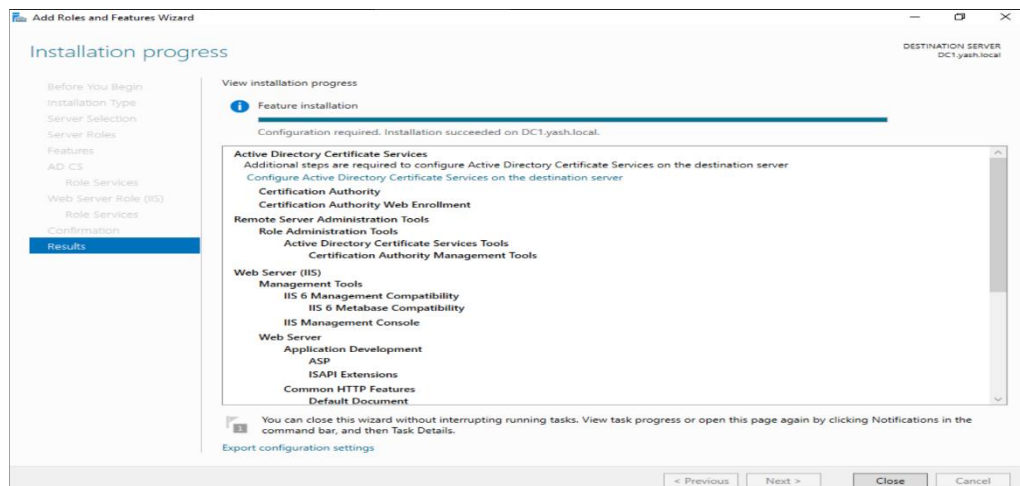 Add Roles and Features Wizard
Installation progress
DESTINATION SERVER
DC1.yash.local
Before You Begin
Installation Type
Server Selection
Server Roles
Features
AD CS
Role Services
Web Server Role (IIS)
Role Services
Confirmation
Results
View installation progress
Feature installation
Configuration required. Installation succeeded on DC1.yash.local.
Active Directory Certificate Services
Additional steps are required to configure Active Directory Certificate Services on the destination server
Configure Active Directory Certificate Services on the destination server
Certification Authority
Certification Authority Web Enrollment
Remote Server Administration Tools
Role Administration Tools
Active Directory Certificate Services Tools
Certification Authority Management Tools
Web Server (IIS)
Management Tools
IIS 6 Management Compatibility
IIS 6 Metabase Compatibility
IIS Management Console
Web Server
Application Development
ASP
ISAPI Extensions
Common HTTP Features
Default Document
1
You can close this wizard without interrupting running tasks. View task progress or open this page again by clicking Notifications in the
command bar, and then Task Details.
Export configuration settings
< Previous
Next >
Close
Cancel